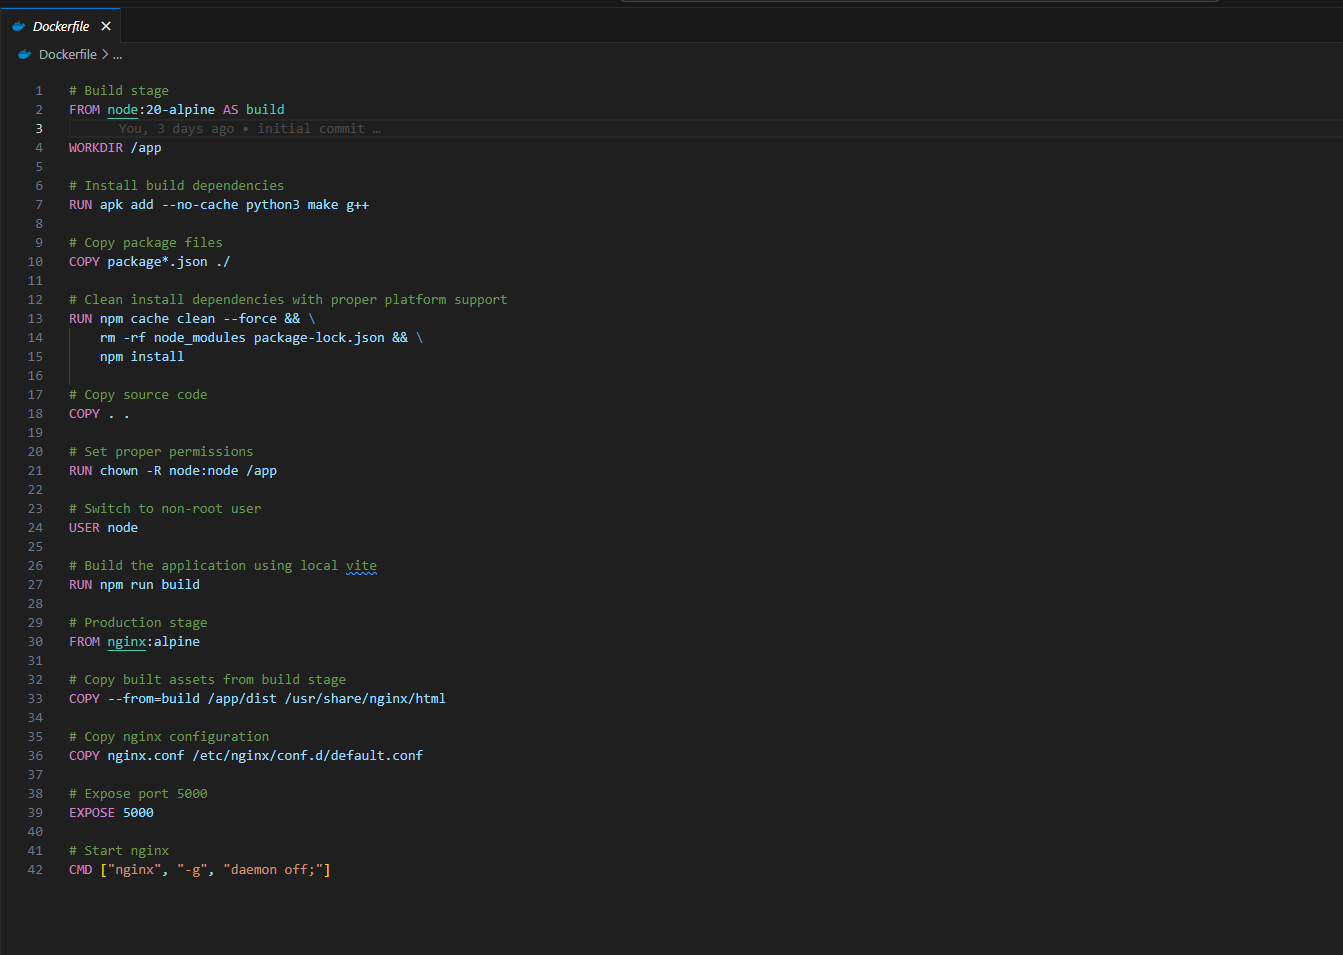 Dockerfile
Dockerfile > ...
1 # Build stage
2 FROM node:20-alpine AS build
3 You, 3 days ago • initial commit …
4 WORKDIR /app
5
6 # Install build dependencies
7 RUN apk add --no-cache python3 make g++
8
9 # Copy package files
10 COPY package*.json ./
11
12 # Clean install dependencies with proper platform support
13 RUN npm cache clean --force && \
14     rm -rf node_modules package-lock.json && \
15     npm install
16
17 # Copy source code
18 COPY . .
19
20 # Set proper permissions
21 RUN chown -R node:node /app
22
23 # Switch to non-root user
24 USER node
25
26 # Build the application using local vite
27 RUN npm run build
28
29 # Production stage
30 FROM nginx:alpine
31
32 # Copy built assets from build stage
33 COPY --from=build /app/dist /usr/share/nginx/html
34
35 # Copy nginx configuration
36 COPY nginx.conf /etc/nginx/conf.d/default.conf
37
38 # Expose port 5000
39 EXPOSE 5000
40
41 # Start nginx
42 CMD ["nginx", "-g", "daemon off;"]